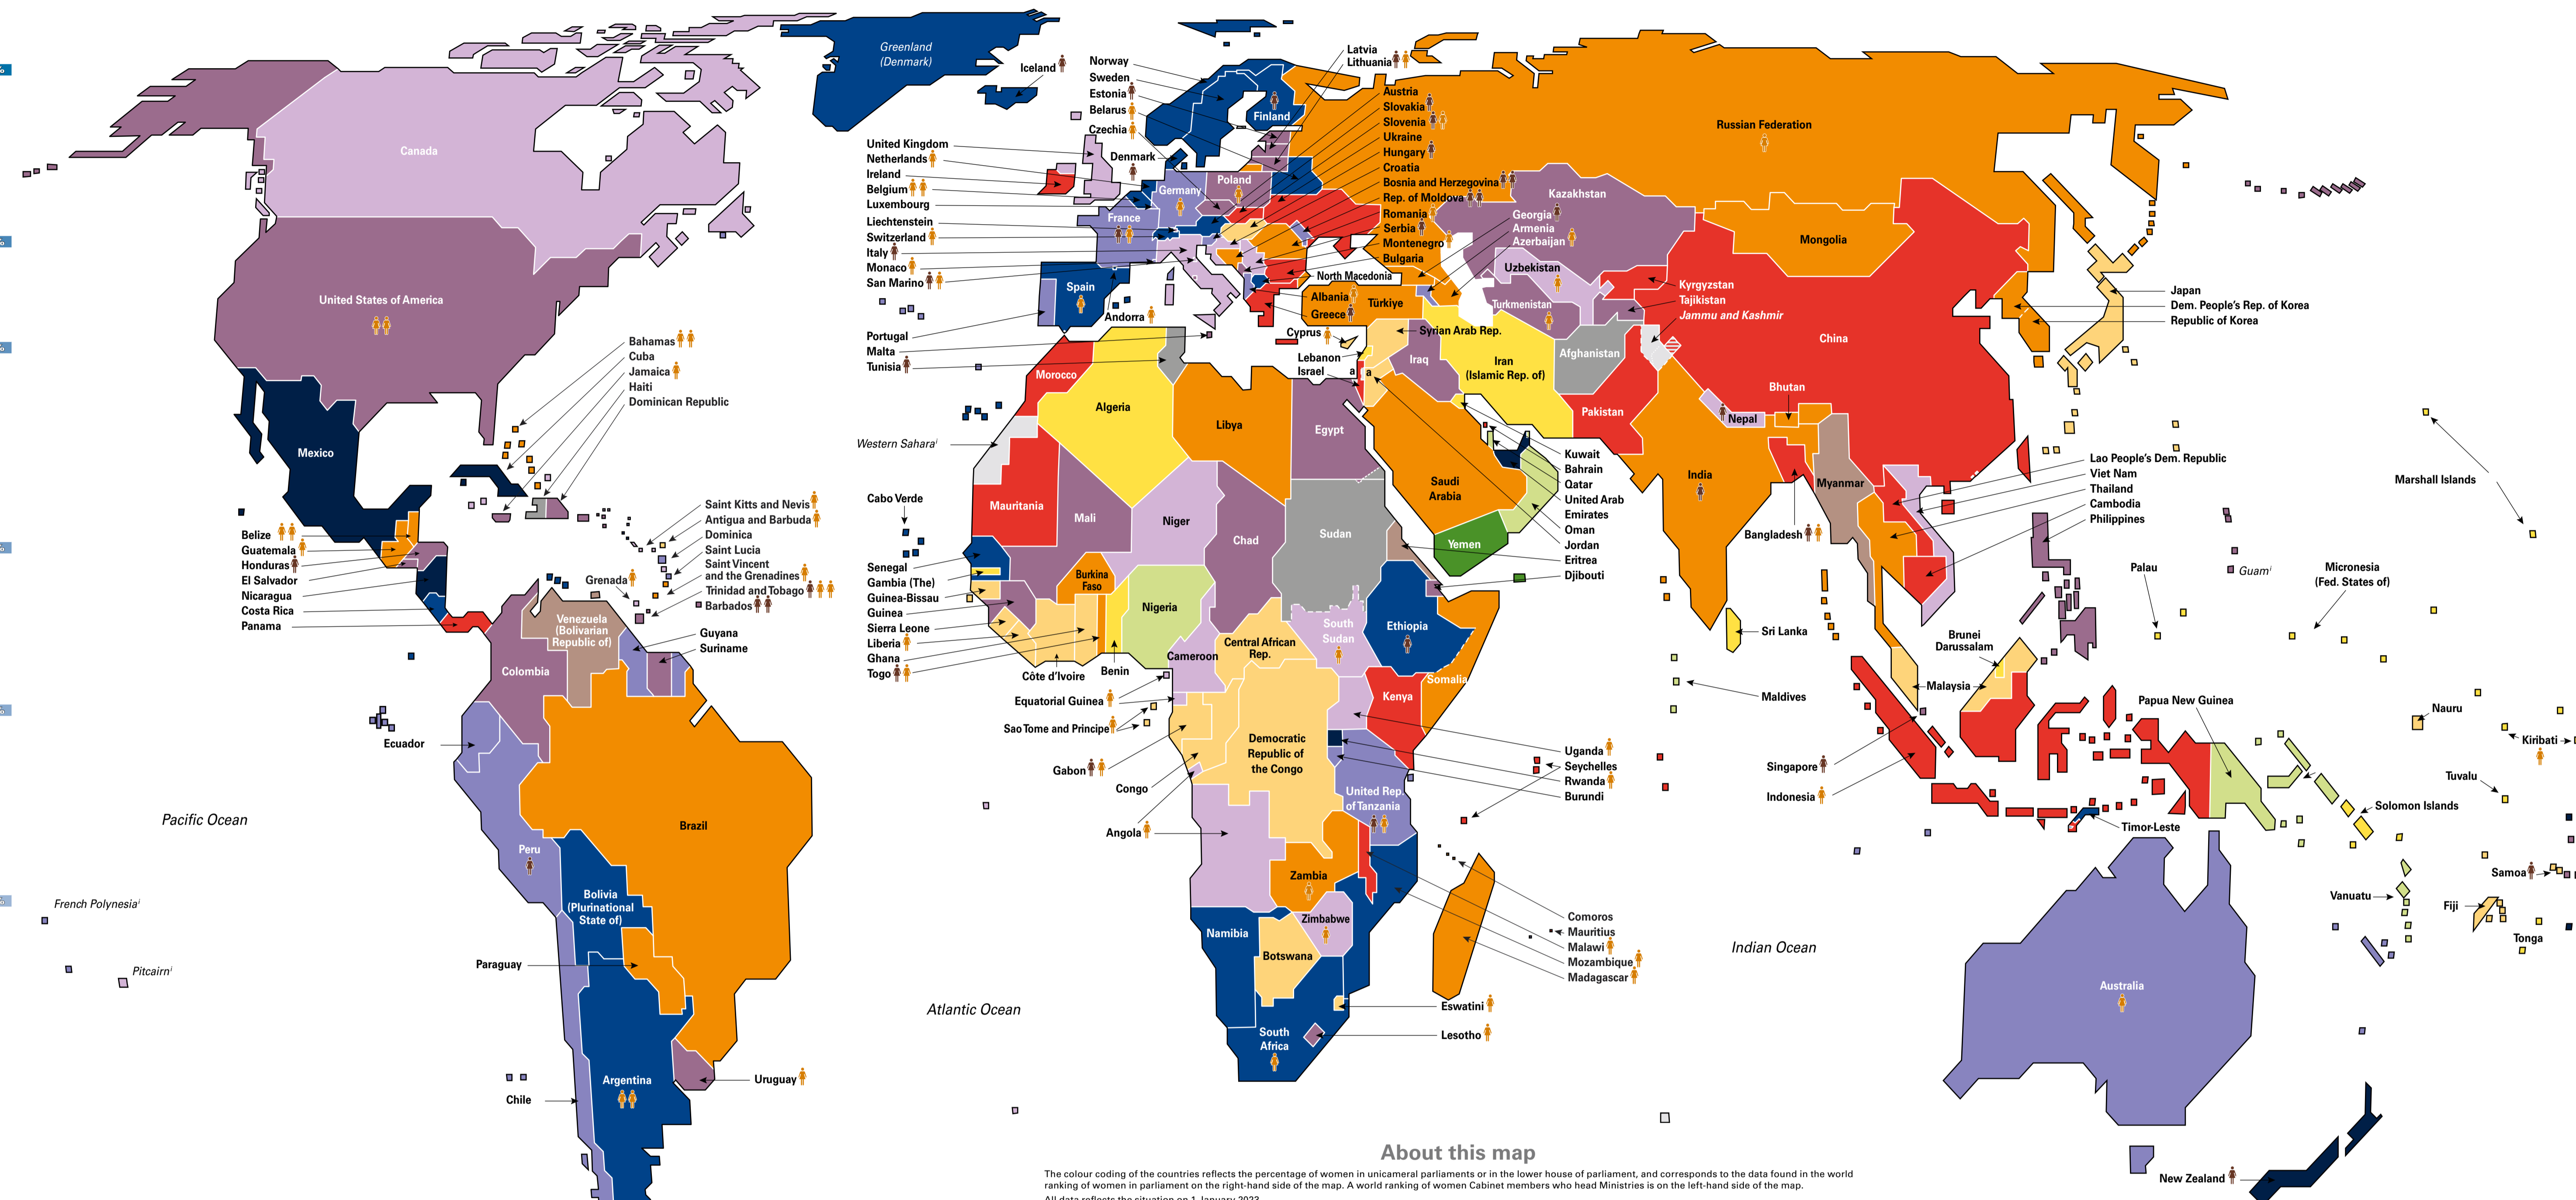 Greenland
(Denmark)
Iceland
Canada
United States of America
Mexico
Bahamas
Cuba
Jamaica
Haiti
Dominican Republic
Belize
Guatemala
Honduras
El Salvador
Nicaragua
Costa Rica
Panama
Saint Kitts and Nevis
Antigua and Barbuda
Dominica
Saint Lucia
Saint Vincent
and the Grenadines
Grenada
Trinidad and Tobago
Barbados
Guyana
Suriname
Venezuela
(Bolivarian
Republic of)
Colombia
Ecuador
Brazil
Peru
Bolivia
(Plurinational
State of)
Paraguay
Uruguay
Argentina
Chile
Pacific Ocean
French Polynesiaⁱ
Pitcairnⁱ
Norway
Sweden
Estonia
Belarus
Czechia
Denmark
United Kingdom
Netherlands
Ireland
Belgium
Luxembourg
Liechtenstein
Switzerland
Italy
Monaco
San Marino
Portugal
Malta
Tunisia
Finland
Germany
Poland
France
Spain
Andorra
Latvia
Lithuania
Austria
Slovakia
Slovenia
Ukraine
Hungary
Croatia
Bosnia and Herzegovina
Rep. of Moldova
Romania
Serbia
Montenegro
Bulgaria
North Macedonia
Albania
Greece
Türkiye
Cyprus
Syrian Arab Rep.
Lebanon
Israel
a
a
Georgia
Armenia
Azerbaijan
Russian Federation
Kazakhstan
Uzbekistan
Turkmenistan
Kyrgyzstan
Tajikistan
Jammu and Kashmir
Mongolia
China
Japan
Dem. People's Rep. of Korea
Republic of Korea
Iraq
Iran
(Islamic Rep. of)
Afghanistan
Pakistan
Nepal
Bhutan
India
Bangladesh
Myanmar
Sri Lanka
Maldives
Lao People's Dem. Republic
Viet Nam
Thailand
Cambodia
Philippines
Brunei
Darussalam
Malaysia
Singapore
Indonesia
Timor-Leste
Papua New Guinea
Guamⁱ
Palau
Micronesia
(Fed. States of)
Marshall Islands
Nauru
Kiribati
Tuvalu
Solomon Islands
Samoa
Vanuatu
Fiji
Tonga
Australia
New Zealand
Indian Ocean
Kuwait
Bahrain
Qatar
United Arab
Emirates
Oman
Jordan
Eritrea
Djibouti
Saudi
Arabia
Yemen
Morocco
Algeria
Libya
Egypt
Western Saharaⁱ
Mauritania
Mali
Niger
Chad
Sudan
Cabo Verde
Senegal
Gambia (The)
Guinea-Bissau
Guinea
Sierra Leone
Liberia
Ghana
Togo
Côte d'Ivoire
Benin
Burkina
Faso
Nigeria
Cameroon
Central African
Rep.
South
Sudan
Ethiopia
Somalia
Kenya
Equatorial Guinea
Sao Tome and Principe
Gabon
Congo
Angola
Democratic
Republic of
the Congo
Uganda
Seychelles
Rwanda
Burundi
United Rep.
of Tanzania
Zambia
Zimbabwe
Namibia
Botswana
South
Africa
Comoros
Mauritius
Malawi
Mozambique
Madagascar
Eswatini
Lesotho
Atlantic Ocean
About this map
The colour coding of the countries reflects the percentage of women in unicameral parliaments or in the lower house of parliament, and corresponds to the data found in the world
ranking of women in parliament on the right-hand side of the map. A world ranking of women Cabinet members who head Ministries is on the left-hand side of the map.
All data reflects the situation on 1 January 2023